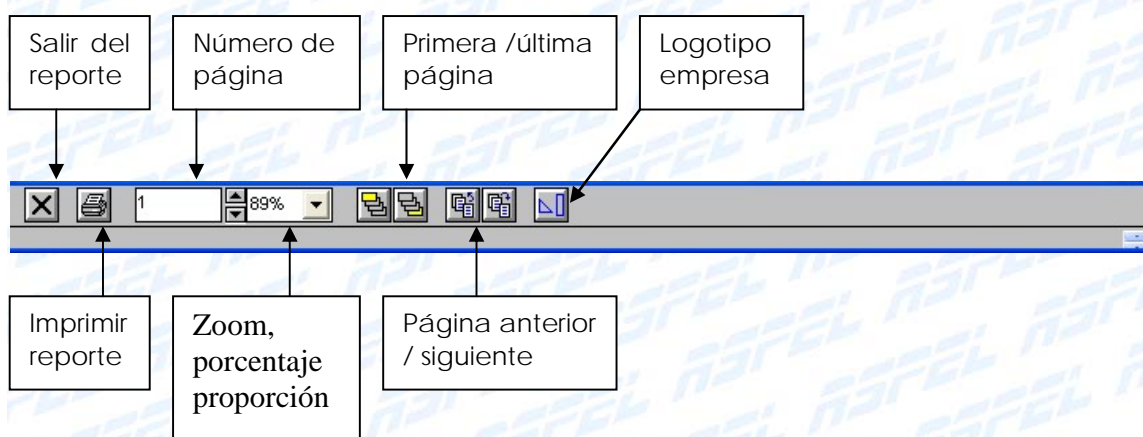 Salir del
reporte
Número de
página
Primera /última
página
Logotipo
empresa
1
89%
Imprimir
reporte
Zoom,
porcentaje
proporción
Página anterior
/ siguiente
ASPEL